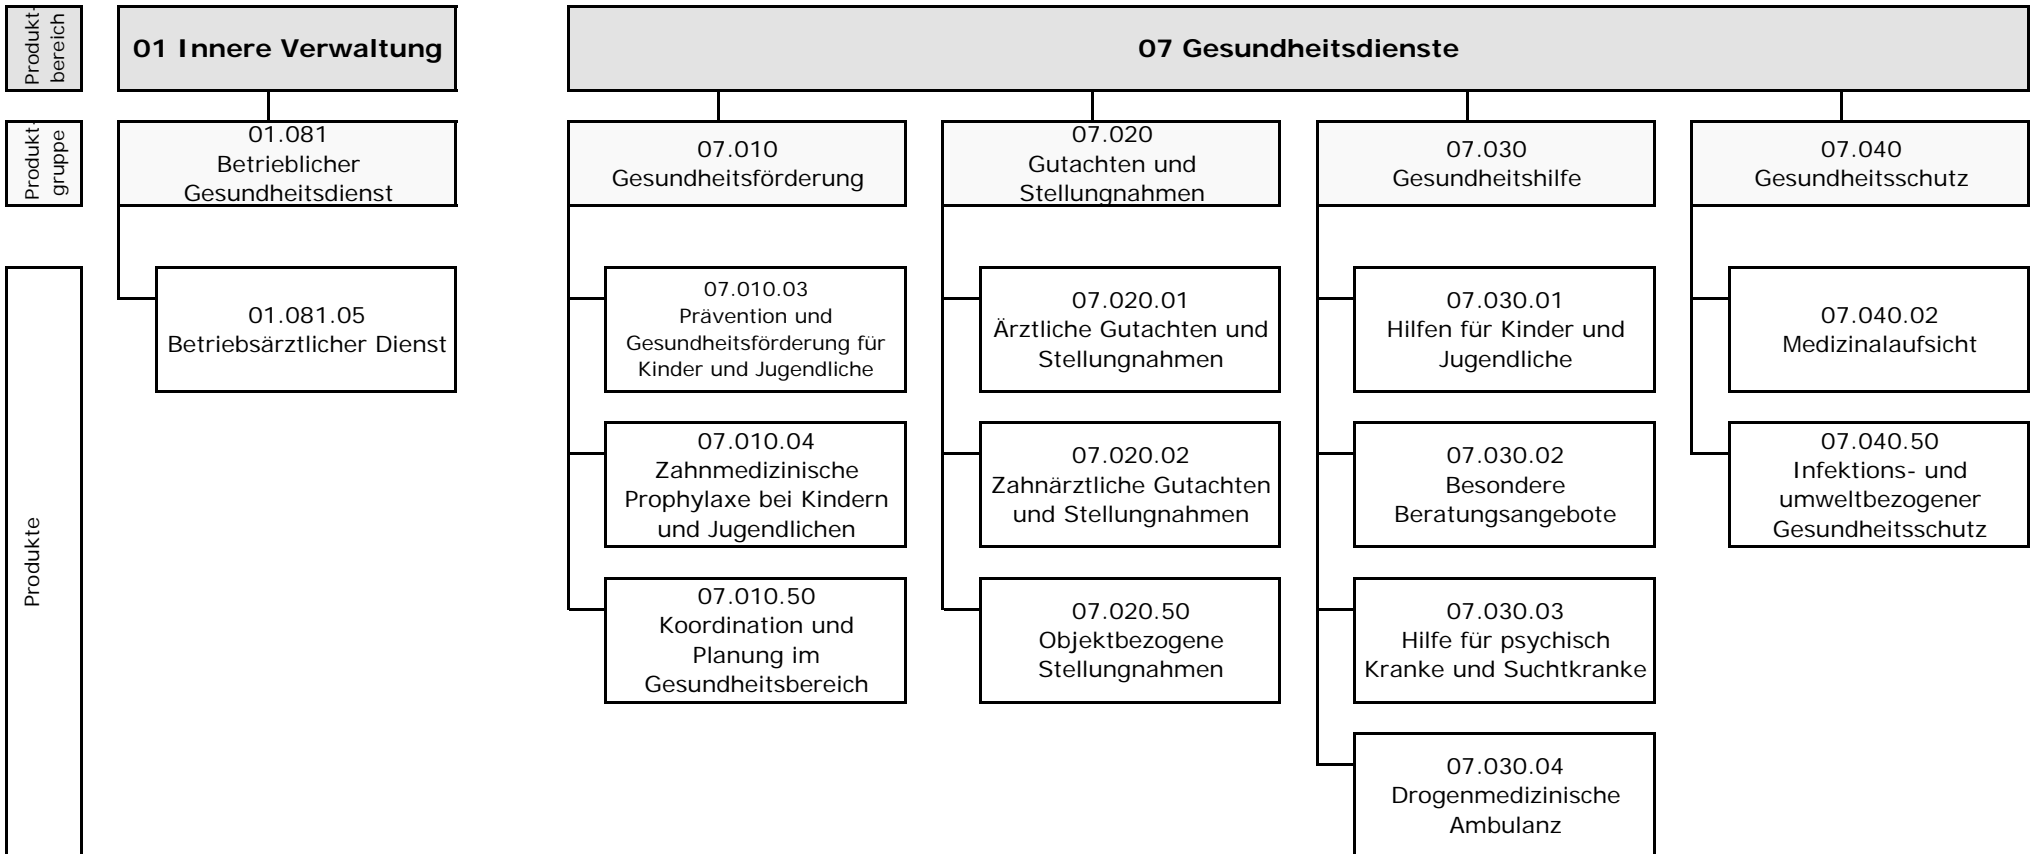 Produkt-
bereich
01 Innere Verwaltung
07 Gesundheitsdienste
Produkt-
gruppe
01.081
Betrieblicher
Gesundheitsdienst
07.010
Gesundheitsförderung
07.020
Gutachten und
Stellungnahmen
07.030
Gesundheitshilfe
07.040
Gesundheitsschutz
Produkte
01.081.05
Betriebsärztlicher Dienst
07.010.03
Prävention und
Gesundheitsförderung für
Kinder und Jugendliche
07.020.01
Ärztliche Gutachten und
Stellungnahmen
07.030.01
Hilfen für Kinder und
Jugendliche
07.040.02
Medizinalaufsicht
07.010.04
Zahnmedizinische
Prophylaxe bei Kindern
und Jugendlichen
07.020.02
Zahnärztliche Gutachten
und Stellungnahmen
07.030.02
Besondere
Beratungsangebote
07.040.50
Infektions- und
umweltbezogener
Gesundheitsschutz
07.010.50
Koordination und
Planung im
Gesundheitsbereich
07.020.50
Objektbezogene
Stellungnahmen
07.030.03
Hilfe für psychisch
Kranke und Suchtkranke
07.030.04
Drogenmedizinische
Ambulanz